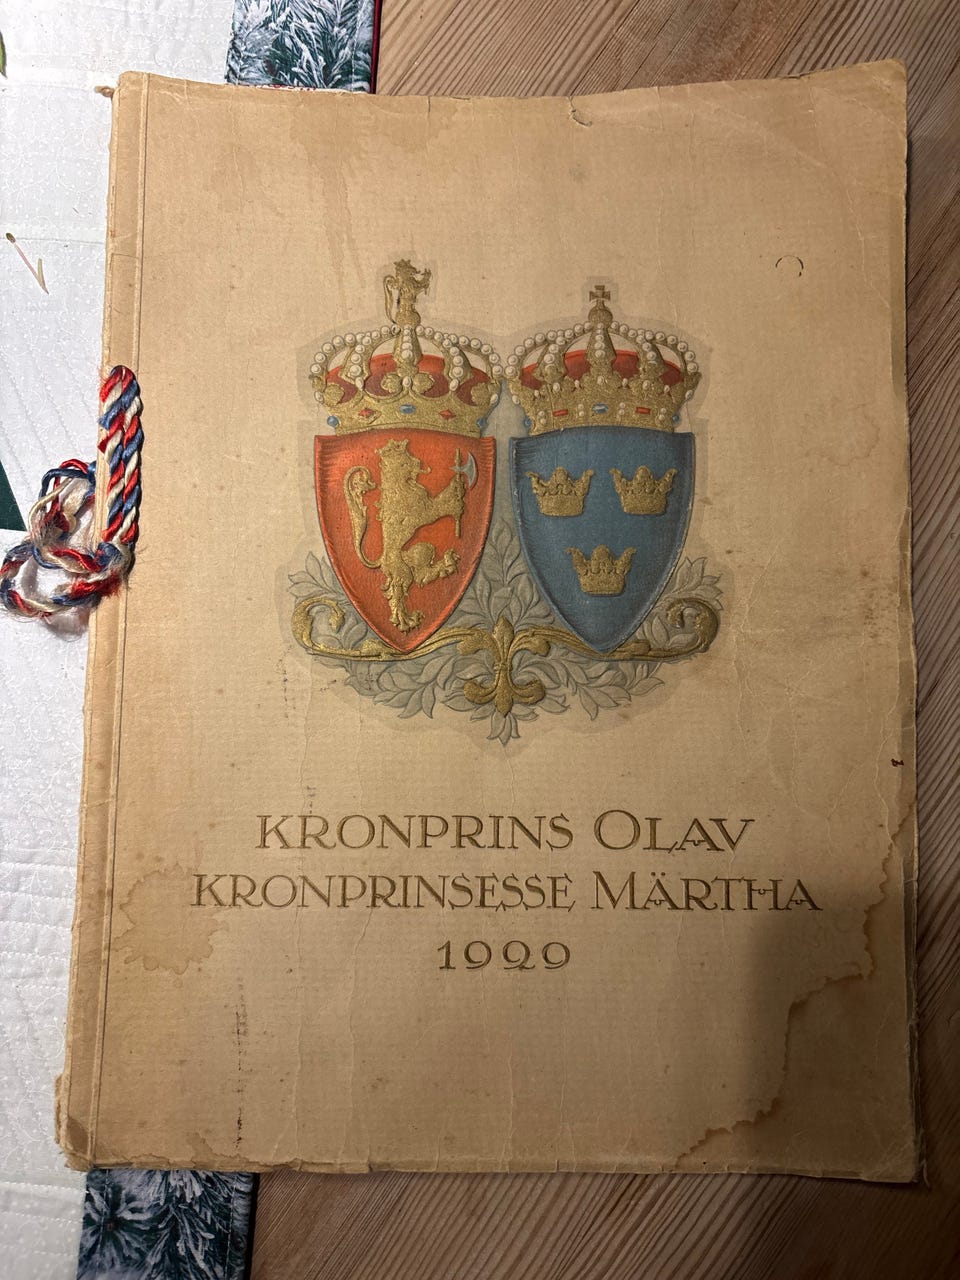 KRONPRINS OLAV
KRONPRINSESSE MÄRTHA
1929